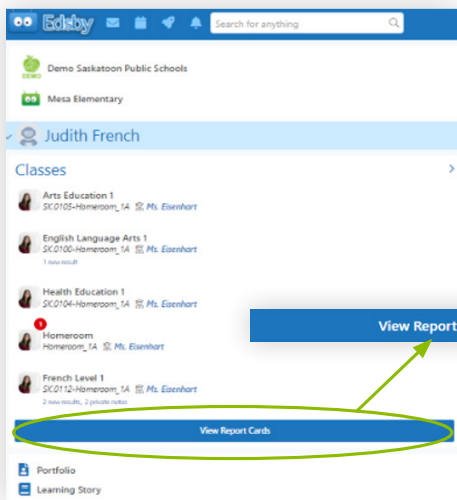 Edsby
Search for anything
DEMO
Demo Saskatoon Public Schools
Mesa Elementary
Judith French
Classes
Arts Education 1
SK.0105-Homeroom_1A Ms. Eisenhart
English Language Arts 1
SK.0100-Homeroom_1A Ms. Eisenhart
1 new result
Health Education 1
SK.0104-Homeroom_1A Ms. Eisenhart
1
Homeroom
Homeroom_1A Ms. Eisenhart
View Report
French Level 1
SK.0112-Homeroom_1A Ms. Eisenhart
2 new results, 2 private notes
View Report Cards
Portfolio
Learning Story